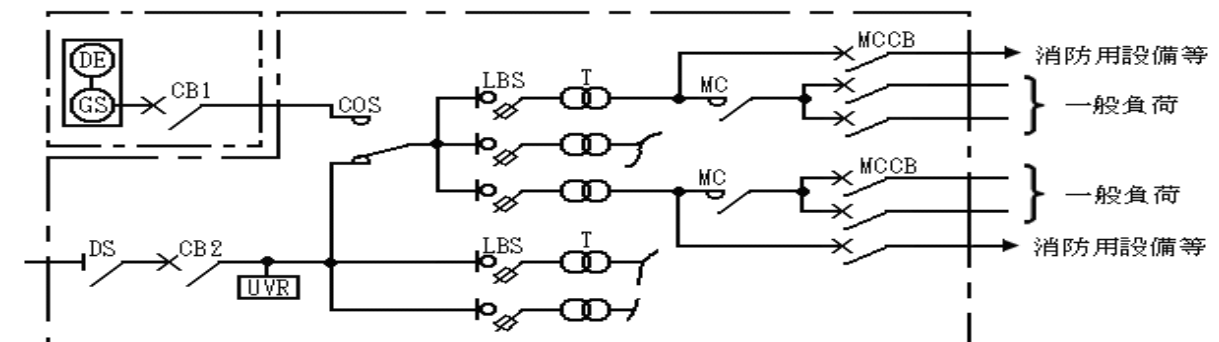 MCCB
消防用設備等
DE
CB1
GS
COS
LBS
T
MC
一般負荷
MCCB
MC
一般負荷
DS
CB2
LBS
T
消防用設備等
UVR